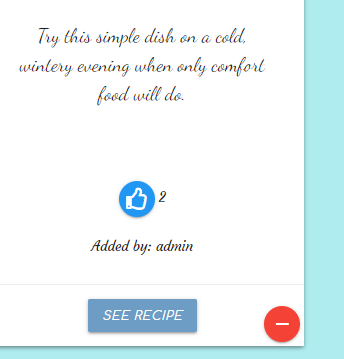 Try this simple dish on a cold,
wintery evening when only comfort
food will do.
2
Added by: admin
SEE RECIPE